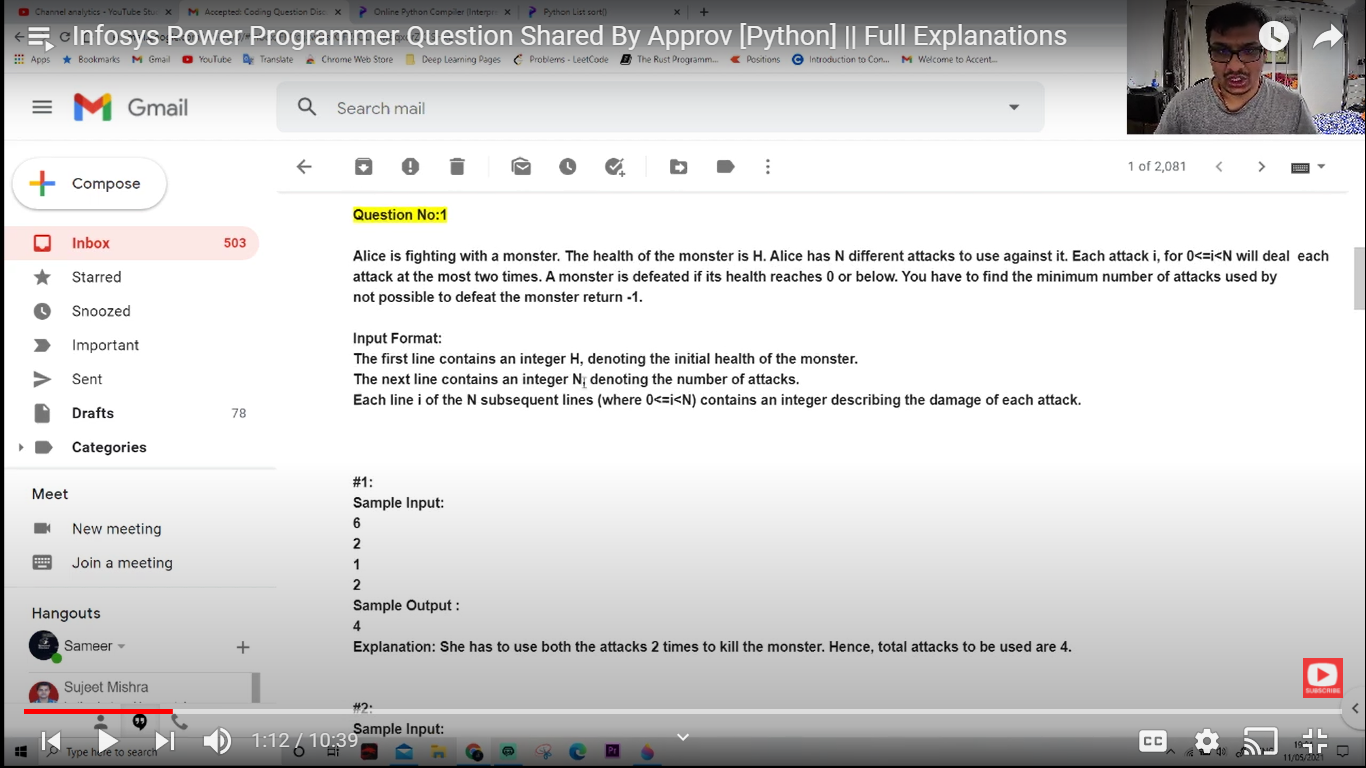 Channel analytics - YouTube Stu
Accepted: Coding Question Disc
Online Python Compiler (Interpre
Python List sort()
Infosys Power Programmer Question Shared By Approv [Python] || Full Explanations
Apps Bookmarks Gmail YouTube Translate Chrome Web Store Deep Learning Pages Problems - LeetCode The Rust Programm... Positions Introduction to Con... Welcome to Accent...
Gmail
Search mail
Compose
1 of 2,081
Inbox 503
Starred
Snoozed
Important
Sent
Drafts 78
Categories
Meet
New meeting
Join a meeting
Hangouts
Sameer
Sujeet Mishra
Question No:1
Alice is fighting with a monster. The health of the monster is H. Alice has N different attacks to use against it. Each attack i, for 0<=i<N will deal each
attack at the most two times. A monster is defeated if its health reaches 0 or below. You have to find the minimum number of attacks used by
not possible to defeat the monster return -1.
Input Format:
The first line contains an integer H, denoting the initial health of the monster.
The next line contains an integer N, denoting the number of attacks.
Each line i of the N subsequent lines (where 0<=i<N) contains an integer describing the damage of each attack.
#1:
Sample Input:
6
2
1
2
Sample Output :
4
Explanation: She has to use both the attacks 2 times to kill the monster. Hence, total attacks to be used are 4.
#2:
Sample Input:
SUBSCRIBE
1:12 / 10:39
Type here to search
CC
11/05/2021